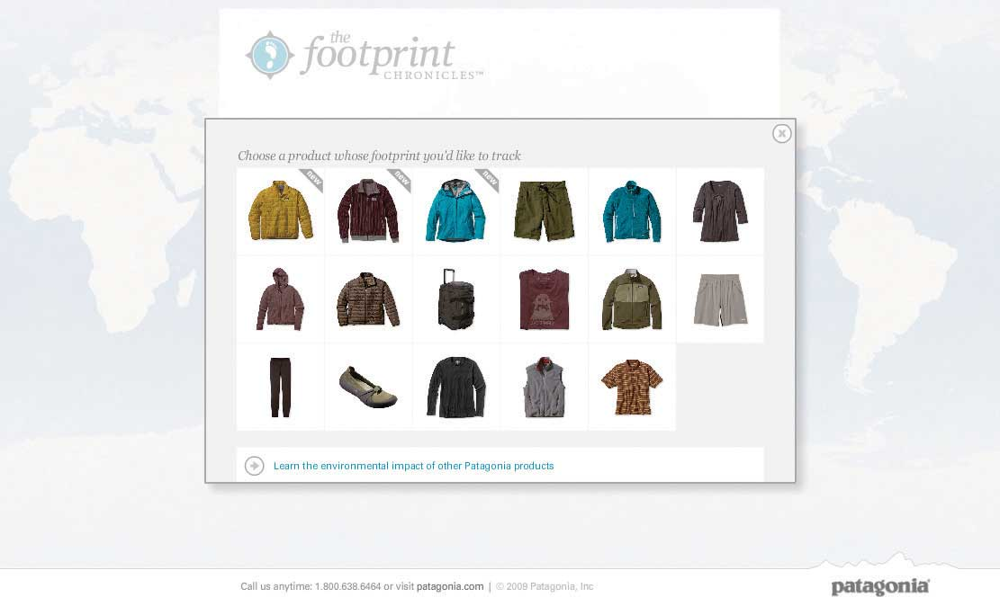 the
footprint
CHRONICLES™
Choose a product whose footprint you'd like to track
new
new
new
Learn the environmental impact of other Patagonia products
Call us anytime: 1.800.638.6464 or visit patagonia.com | © 2009 Patagonia, Inc
patagonia®